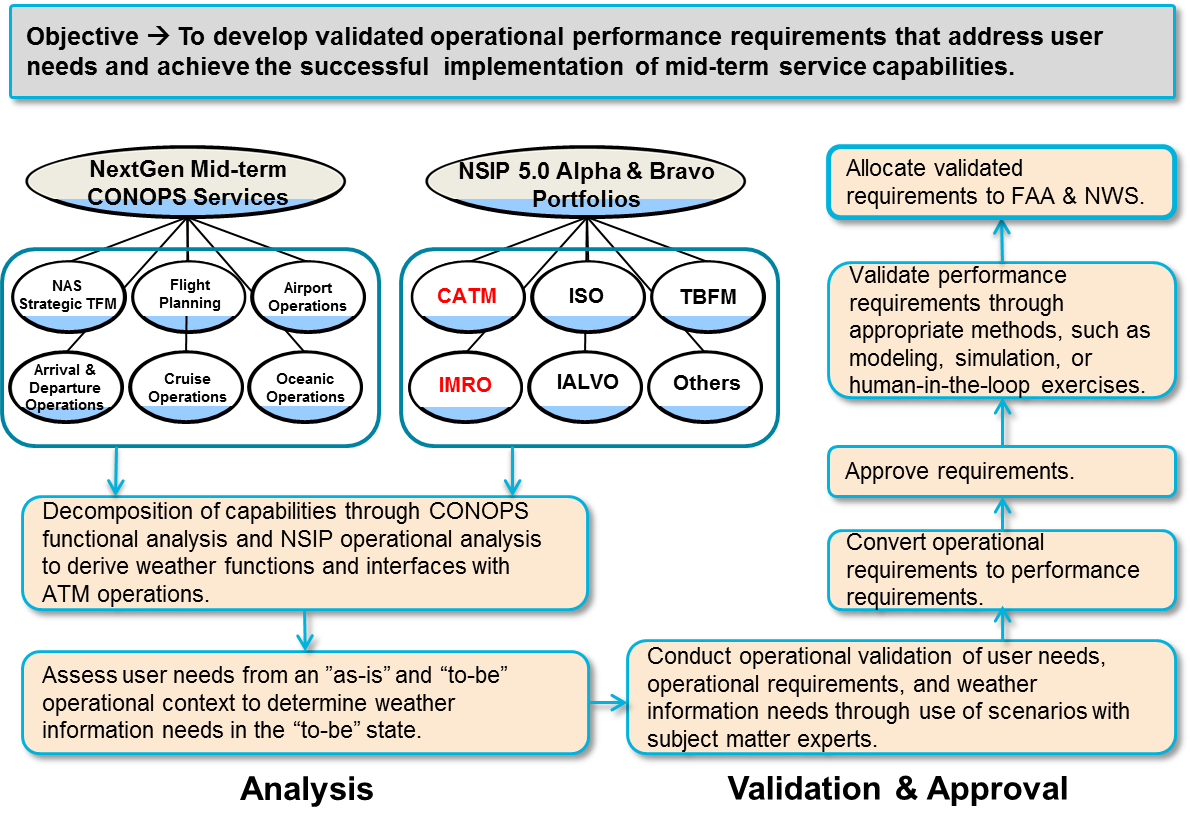 Objective → To develop validated operational performance requirements that address user
needs and achieve the successful implementation of mid-term service capabilities.
NextGen Mid-term
CONOPS Services
NAS
Strategic TFM
Flight
Planning
Airport
Operations
Arrival &
Departure
Operations
Cruise
Operations
Oceanic
Operations
NSIP 5.0 Alpha & Bravo
Portfolios
CATM
ISO
TBFM
IMRO
IALVO
Others
Decomposition of capabilities through CONOPS
functional analysis and NSIP operational analysis
to derive weather functions and interfaces with
ATM operations.
Assess user needs from an ”as-is” and “to-be”
operational context to determine weather
information needs in the “to-be” state.
Analysis
Allocate validated
requirements to FAA & NWS.
Validate performance
requirements through
appropriate methods, such as
modeling, simulation, or
human-in-the-loop exercises.
Approve requirements.
Convert operational
requirements to performance
requirements.
Conduct operational validation of user needs,
operational requirements, and weather
information needs through use of scenarios with
subject matter experts.
Validation & Approval